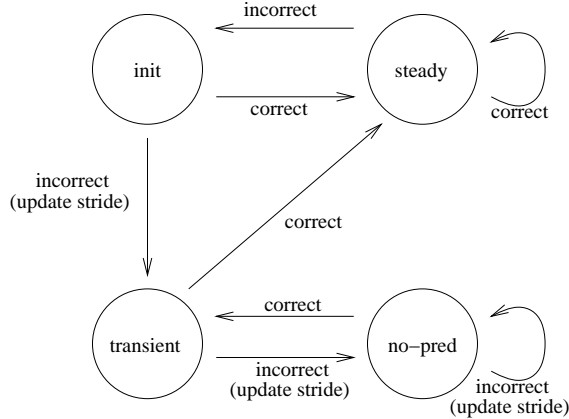 incorrect
init
steady
correct
correct
incorrect
(update stride)
correct
correct
transient
no-pred
incorrect
(update stride)
incorrect
(update stride)